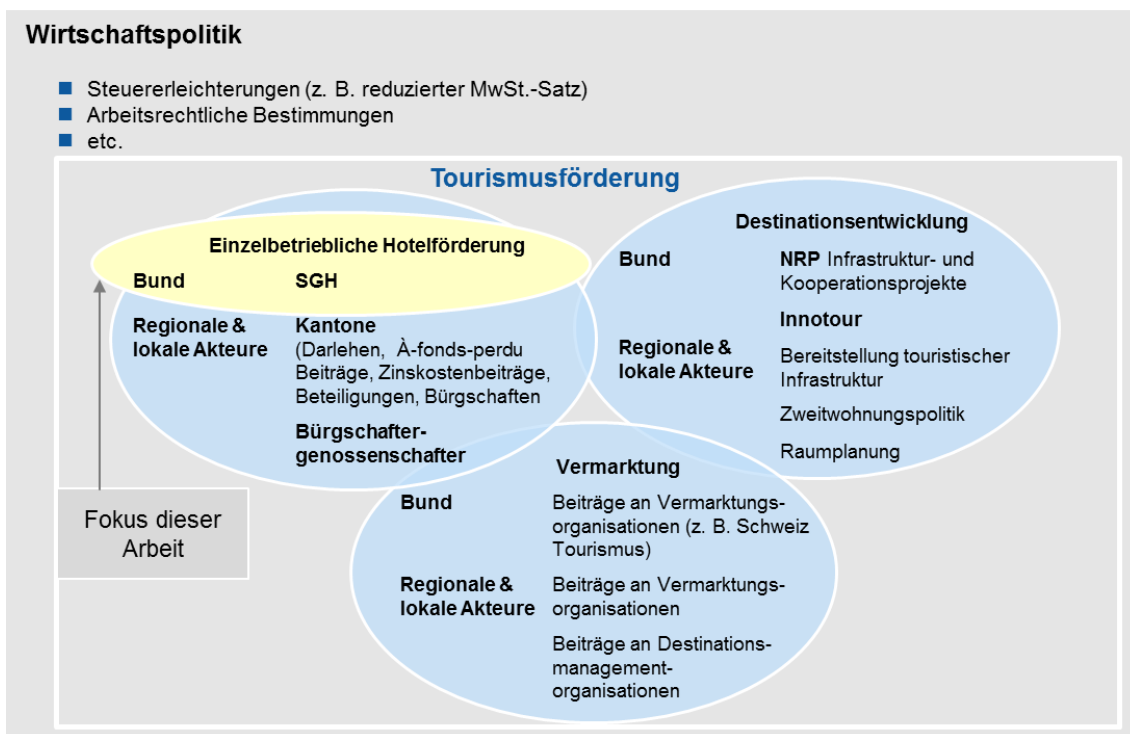 Wirtschaftspolitik
Steuererleichterungen (z. B. reduzierter MwSt.-Satz)
Arbeitsrechtliche Bestimmungen
etc.
Tourismusförderung
Einzelbetriebliche Hotelförderung
Bund SGH
Regionale & lokale Akteure
Kantone
(Darlehen, À-fonds-perdu
Beiträge, Zinskostenbeiträge,
Beteiligungen, Bürgschaften
Bürgschafter-
genossenschafter
Destinationsentwicklung
Bund
NRP Infrastruktur- und
Kooperationsprojekte
Innotour
Regionale &
lokale Akteure
Bereitstellung touristischer
Infrastruktur
Zweitwohnungspolitik
Raumplanung
Vermarktung
Bund
Beiträge an Vermarktungs-
organisationen (z. B. Schweiz
Tourismus)
Regionale &
lokale Akteure
Beiträge an Vermarktungs-
organisationen
Beiträge an Destinations-
management-
organisationen
Fokus dieser
Arbeit